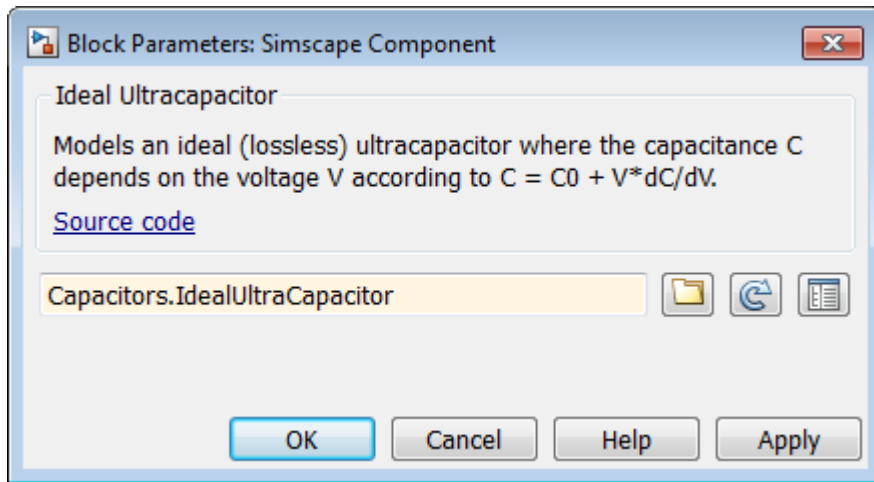 Block Parameters: Simscape Component
Ideal Ultracapacitor
Models an ideal (lossless) ultracapacitor where the capacitance C
depends on the voltage V according to C = C0 + V*dC/dV.
Source code
Capacitors.IdealUltraCapacitor
OK Cancel Help Apply